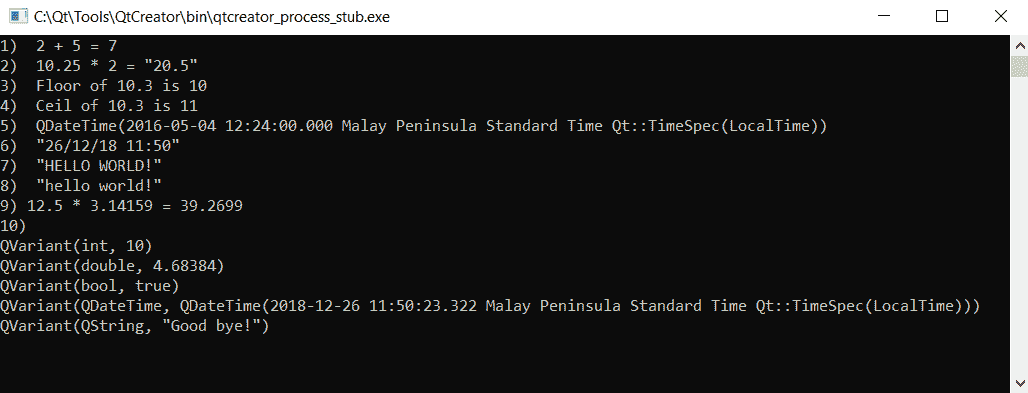 C:\Qt\Tools\QtCreator\bin\qtcreator_process_stub.exe
1)  2 + 5 = 7
2)  10.25 * 2 = "20.5"
3)  Floor of 10.3 is 10
4)  Ceil of 10.3 is 11
5)  QDateTime(2016-05-04 12:24:00.000 Malay Peninsula Standard Time Qt::TimeSpec(LocalTime))
6)  "26/12/18 11:50"
7)  "HELLO WORLD!"
8)  "hello world!"
9) 12.5 * 3.14159 = 39.2699
10)
QVariant(int, 10)
QVariant(double, 4.68384)
QVariant(bool, true)
QVariant(QDateTime, QDateTime(2018-12-26 11:50:23.322 Malay Peninsula Standard Time Qt::TimeSpec(LocalTime)))
QVariant(QString, "Good bye!")